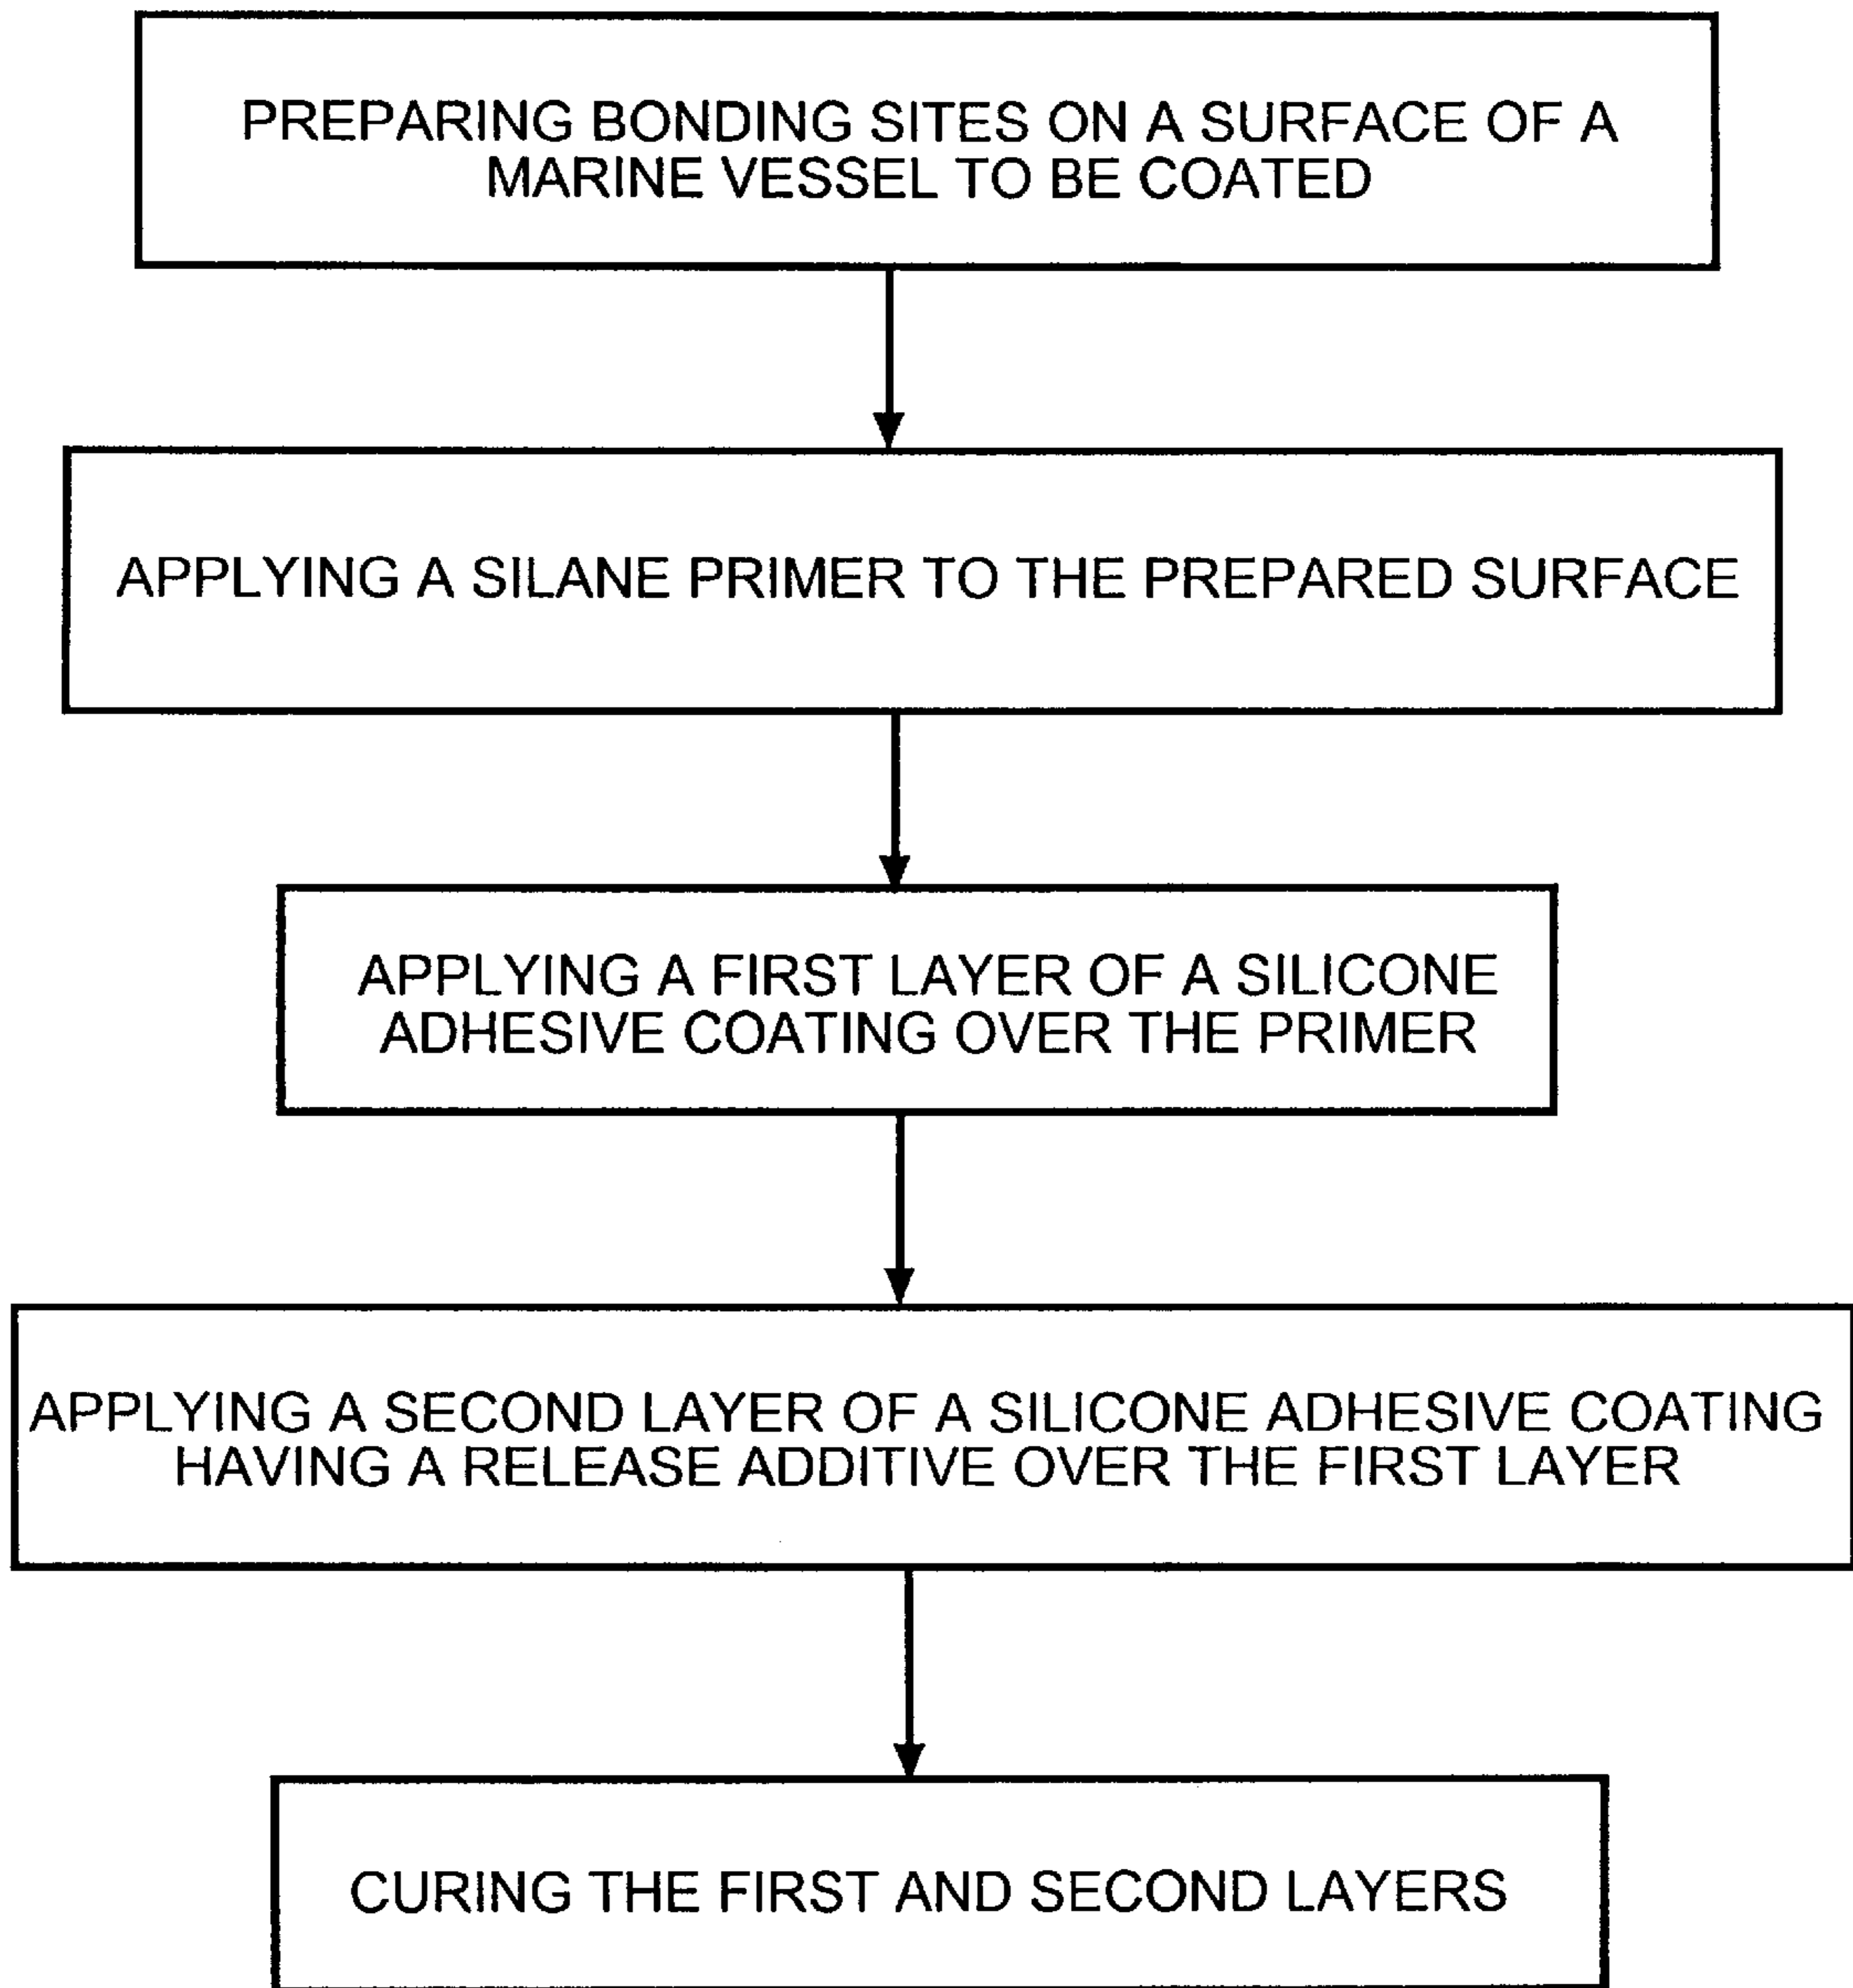 PREPARING BONDING SITES ON A SURFACE OF A
MARINE VESSEL TO BE COATED
APPLYING A SILANE PRIMER TO THE PREPARED SURFACE
APPLYING A FIRST LAYER OF A SILICONE
ADHESIVE COATING OVER THE PRIMER
APPLYING A SECOND LAYER OF A SILICONE ADHESIVE COATING
HAVING A RELEASE ADDITIVE OVER THE FIRST LAYER
CURING THE FIRST AND SECOND LAYERS